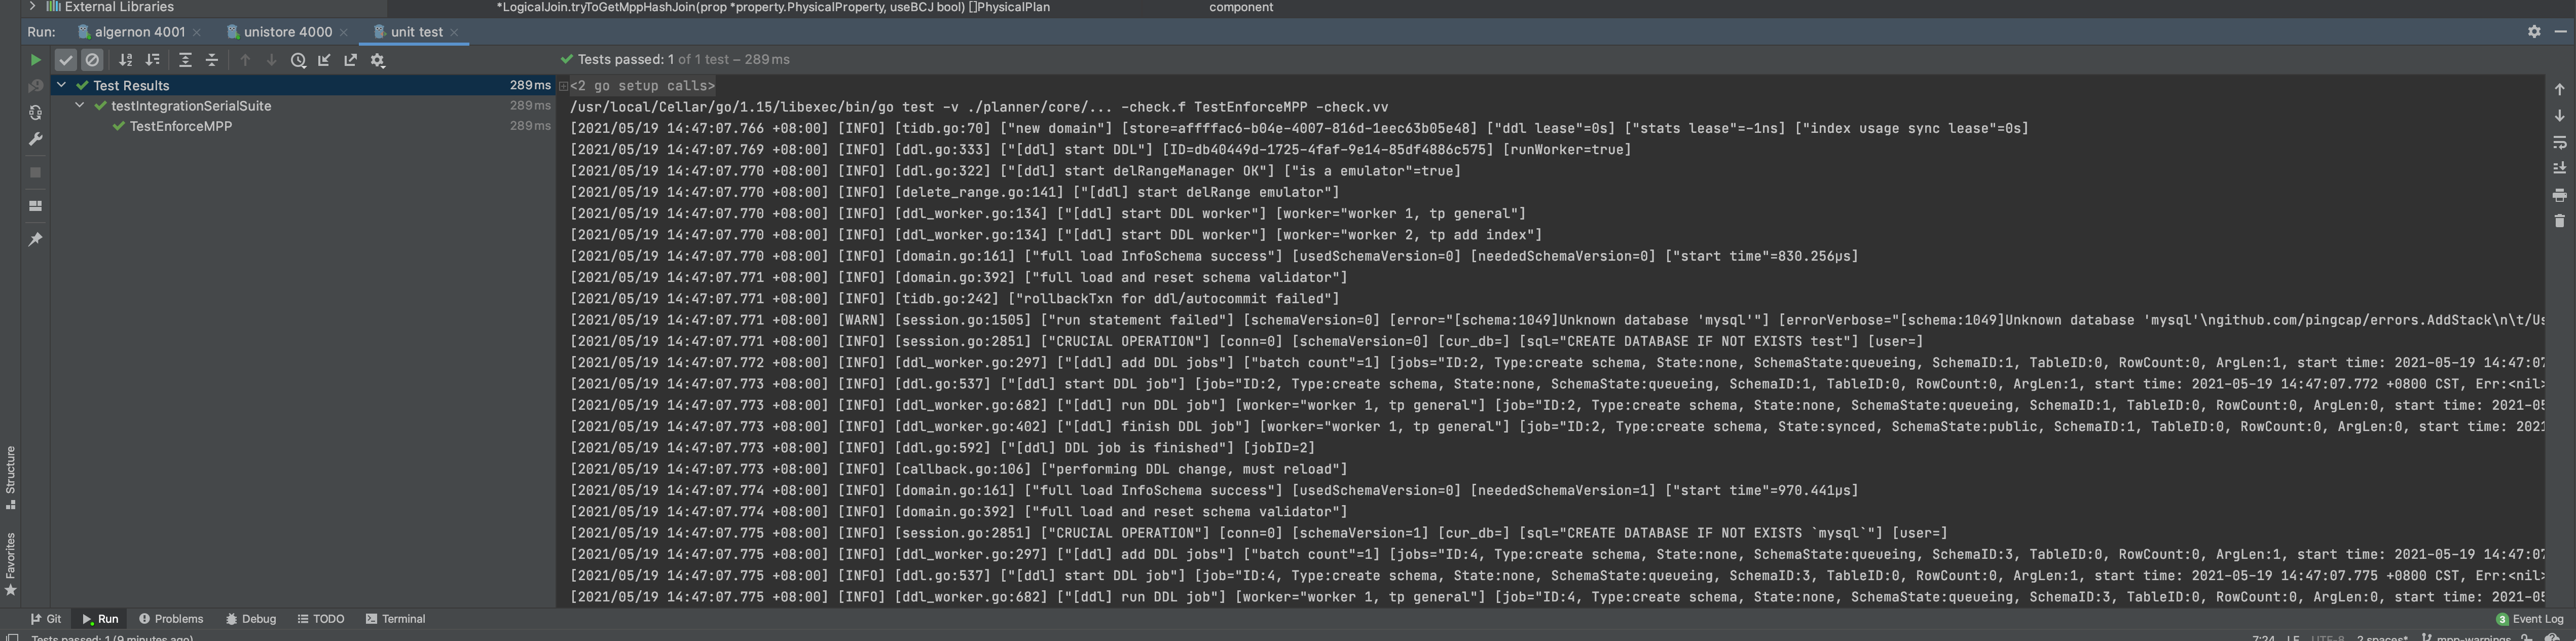 External Libraries
*LogicalJoin.tryToGetMppHashJoin(prop *property.PhysicalProperty, useBCJ bool) []PhysicalPlan component
Run: algernon 4001 unistore 4000 unit test
Tests passed: 1 of 1 test – 289 ms
Test Results 289 ms
testIntegrationSerialSuite 289 ms
TestEnforceMPP 289 ms
<2 go setup calls>
/usr/local/Cellar/go/1.15/libexec/bin/go test -v ./planner/core/... -check.f TestEnforceMPP -check.vv
[2021/05/19 14:47:07.766 +08:00] [INFO] [tidb.go:70] ["new domain"] [store=affffac6-b04e-4007-816d-1eec63b05e48] ["ddl lease"=0s] ["stats lease"=-1ns] ["index usage sync lease"=0s]
[2021/05/19 14:47:07.769 +08:00] [INFO] [ddl.go:333] ["[ddl] start DDL"] [ID=db40449d-1725-4faf-9e14-85df4886c575] [runWorker=true]
[2021/05/19 14:47:07.770 +08:00] [INFO] [ddl.go:322] ["[ddl] start delRangeManager OK"] ["is a emulator"=true]
[2021/05/19 14:47:07.770 +08:00] [INFO] [delete_range.go:141] ["[ddl] start delRange emulator"]
[2021/05/19 14:47:07.770 +08:00] [INFO] [ddl_worker.go:134] ["[ddl] start DDL worker"] [worker="worker 1, tp general"]
[2021/05/19 14:47:07.770 +08:00] [INFO] [ddl_worker.go:134] ["[ddl] start DDL worker"] [worker="worker 2, tp add index"]
[2021/05/19 14:47:07.770 +08:00] [INFO] [domain.go:161] ["full load InfoSchema success"] [usedSchemaVersion=0] [neededSchemaVersion=0] ["start time"=830.256µs]
[2021/05/19 14:47:07.771 +08:00] [INFO] [domain.go:392] ["full load and reset schema validator"]
[2021/05/19 14:47:07.771 +08:00] [INFO] [tidb.go:242] ["rollbackTxn for ddl/autocommit failed"]
[2021/05/19 14:47:07.771 +08:00] [WARN] [session.go:1505] ["run statement failed"] [schemaVersion=0] [error="[schema:1049]Unknown database 'mysql'"] [errorVerbose="[schema:1049]Unknown database 'mysql'\ngithub.com/pingcap/errors.AddStack\n\t/Us
[2021/05/19 14:47:07.771 +08:00] [INFO] [session.go:2851] ["CRUCIAL OPERATION"] [conn=0] [schemaVersion=0] [cur_db=] [sql="CREATE DATABASE IF NOT EXISTS test"] [user=]
[2021/05/19 14:47:07.772 +08:00] [INFO] [ddl_worker.go:297] ["[ddl] add DDL jobs"] ["batch count"=1] [jobs="ID:2, Type:create schema, State:none, SchemaState:queueing, SchemaID:1, TableID:0, RowCount:0, ArgLen:1, start time: 2021-05-19 14:47:07
[2021/05/19 14:47:07.773 +08:00] [INFO] [ddl.go:537] ["[ddl] start DDL job"] [job="ID:2, Type:create schema, State:none, SchemaState:queueing, SchemaID:1, TableID:0, RowCount:0, ArgLen:1, start time: 2021-05-19 14:47:07.772 +0800 CST, Err:<nil>
[2021/05/19 14:47:07.773 +08:00] [INFO] [ddl_worker.go:682] ["[ddl] run DDL job"] [worker="worker 1, tp general"] [job="ID:2, Type:create schema, State:none, SchemaState:queueing, SchemaID:1, TableID:0, RowCount:0, ArgLen:0, start time: 2021-05
[2021/05/19 14:47:07.773 +08:00] [INFO] [ddl_worker.go:402] ["[ddl] finish DDL job"] [worker="worker 1, tp general"] [job="ID:2, Type:create schema, State:synced, SchemaState:public, SchemaID:1, TableID:0, RowCount:0, ArgLen:0, start time: 2021
[2021/05/19 14:47:07.773 +08:00] [INFO] [ddl.go:592] ["[ddl] DDL job is finished"] [jobID=2]
[2021/05/19 14:47:07.773 +08:00] [INFO] [callback.go:106] ["performing DDL change, must reload"]
[2021/05/19 14:47:07.774 +08:00] [INFO] [domain.go:161] ["full load InfoSchema success"] [usedSchemaVersion=0] [neededSchemaVersion=1] ["start time"=970.441µs]
[2021/05/19 14:47:07.774 +08:00] [INFO] [domain.go:392] ["full load and reset schema validator"]
[2021/05/19 14:47:07.775 +08:00] [INFO] [session.go:2851] ["CRUCIAL OPERATION"] [conn=0] [schemaVersion=1] [cur_db=] [sql="CREATE DATABASE IF NOT EXISTS `mysql`"] [user=]
[2021/05/19 14:47:07.775 +08:00] [INFO] [ddl_worker.go:297] ["[ddl] add DDL jobs"] ["batch count"=1] [jobs="ID:4, Type:create schema, State:none, SchemaState:queueing, SchemaID:3, TableID:0, RowCount:0, ArgLen:1, start time: 2021-05-19 14:47:07
[2021/05/19 14:47:07.775 +08:00] [INFO] [ddl.go:537] ["[ddl] start DDL job"] [job="ID:4, Type:create schema, State:none, SchemaState:queueing, SchemaID:3, TableID:0, RowCount:0, ArgLen:1, start time: 2021-05-19 14:47:07.775 +0800 CST, Err:<nil>
[2021/05/19 14:47:07.775 +08:00] [INFO] [ddl_worker.go:682] ["[ddl] run DDL job"] [worker="worker 1, tp general"] [job="ID:4, Type:create schema, State:none, SchemaState:queueing, SchemaID:3, TableID:0, RowCount:0, ArgLen:0, start time: 2021-05
Structure
Favorites
Git Run Problems Debug TODO Terminal 3 Event Log
Tests passed: 1 (9 minutes ago) 7:24 LF UTF-8 2 spaces* mpp-warnings